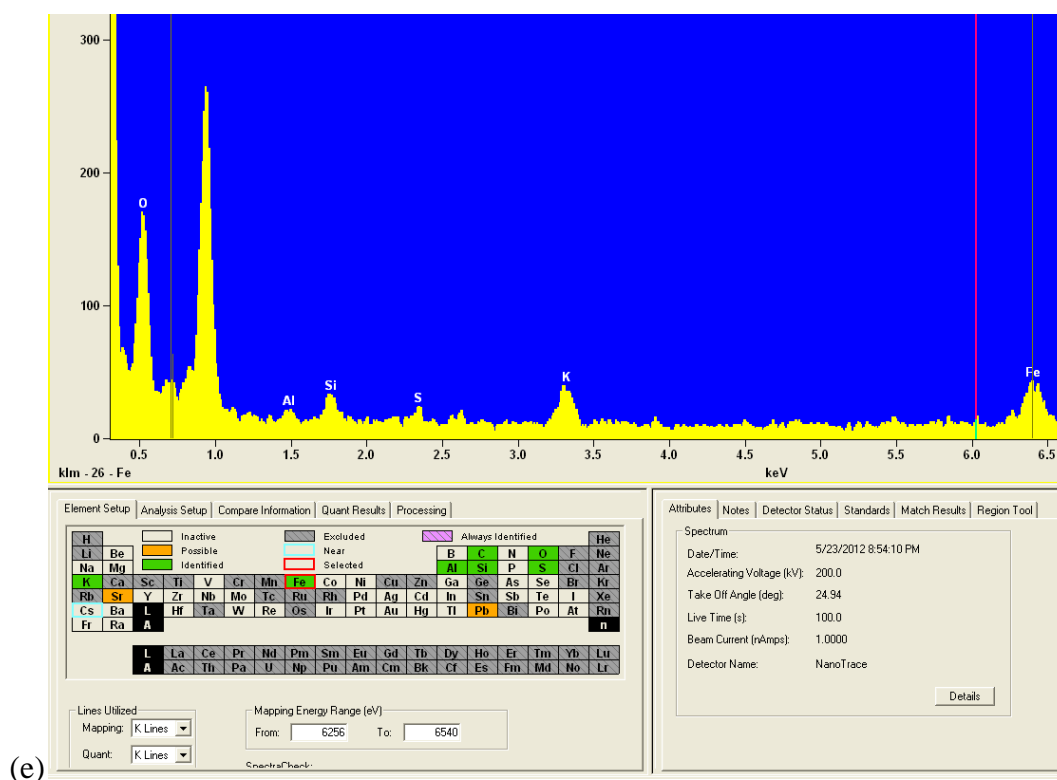 300
200
100
0
O
Al
Si
S
K
Fe
0.5 1.0 1.5 2.0 2.5 3.0 3.5 4.0 4.5 5.0 5.5 6.0 6.5
klm - 26 - Fe keV
Element Setup Analysis Setup Compare Information Quant Results Processing
H Inactive Excluded Always Identified He
Li Be Possible Near B C N O F Ne
Na Mg Identified Selected Al Si P S Cl Ar
K Ca Sc Ti V Cr Mn Fe Co Ni Cu Zn Ga Ge As Se Br Kr
Rb Sr Y Zr Nb Mo Tc Ru Rh Pd Ag Cd In Sn Sb Te I Xe
Cs Ba L Hf Ta W Re Os Ir Pt Au Hg Tl Pb Bi Po At Rn
Fr Ra A n
L La Ce Pr Nd Pm Sm Eu Gd Tb Dy Ho Er Tm Yb Lu
A Ac Th Pa U Np Pu Am Cm Bk Cf Es Fm Md No Lr
Lines Utilized
Mapping: K Lines
Quant: K Lines
Mapping Energy Range (eV)
From: 6256 To: 6540
SpectraCheck:
Attributes Notes Detector Status Standards Match Results Region Tool
Spectrum
Date/Time: 5/23/2012 8:54:10 PM
Accelerating Voltage (kV): 200.0
Take Off Angle (deg): 24.94
Live Time (s): 100.0
Beam Current (nAmps): 1.0000
Detector Name: NanoTrace
Details
(e)